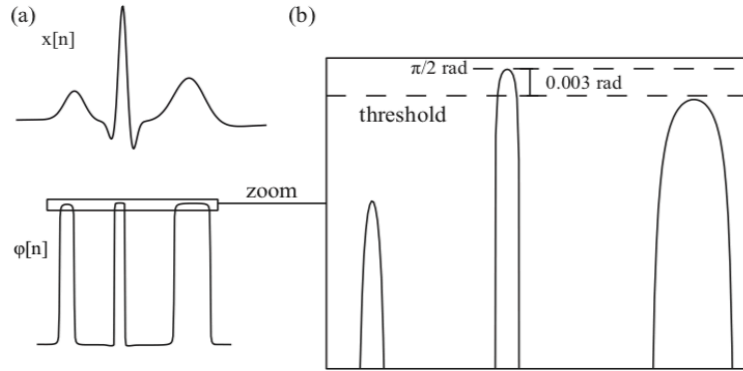 (a)
x[n]
φ[n]
zoom
(b)
π/2 rad
0.003 rad
threshold